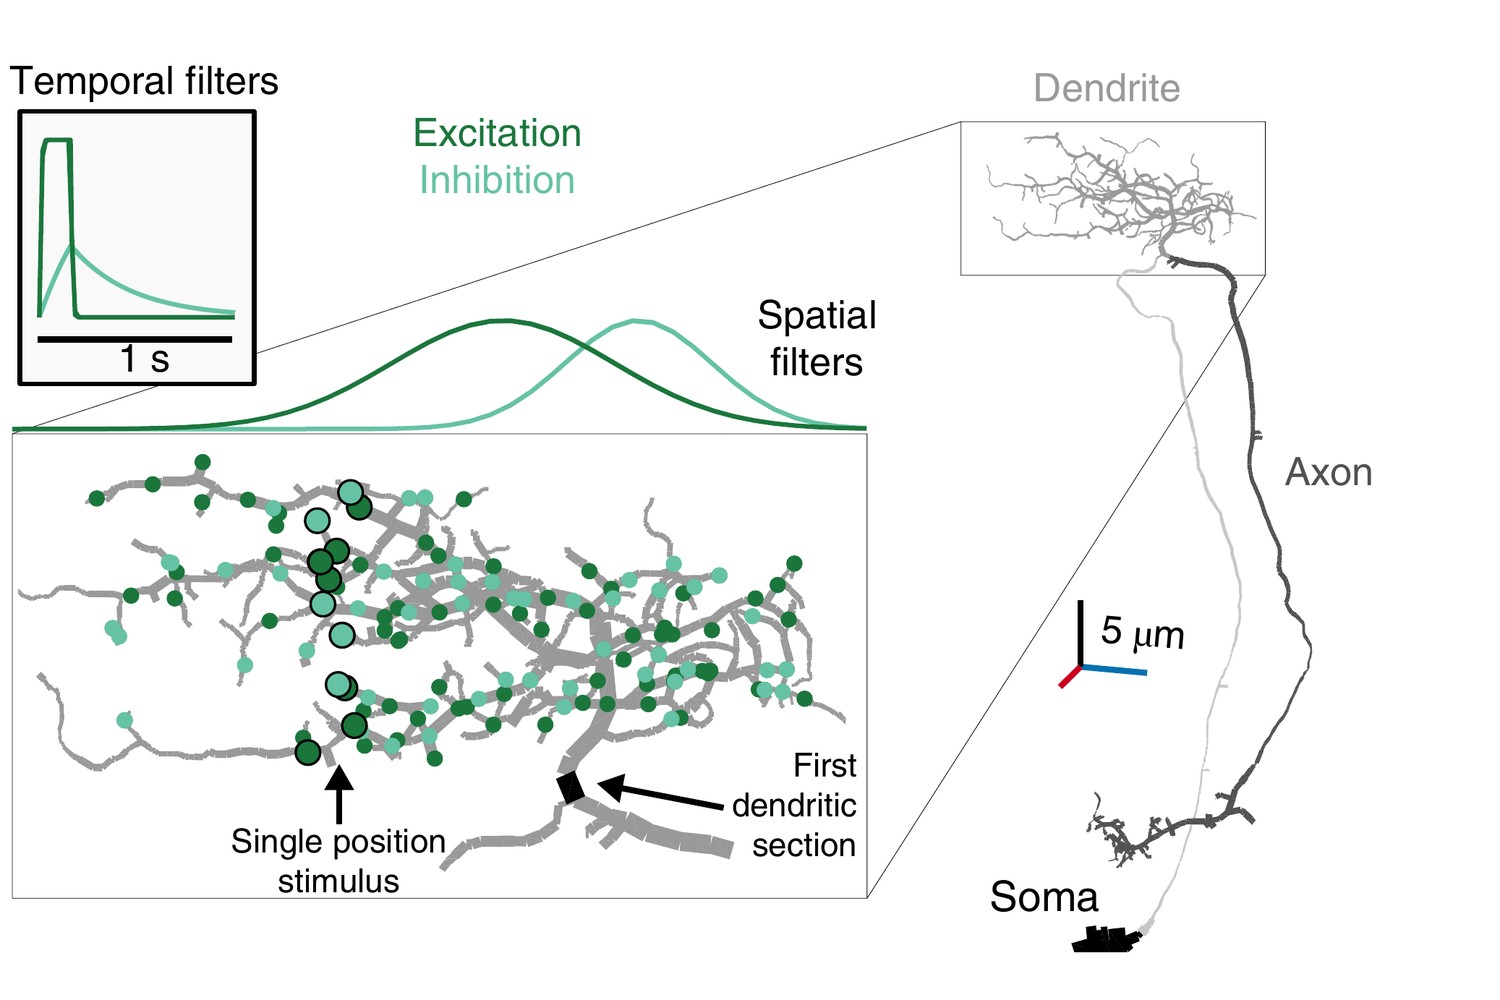 Temporal filters
1 s
Excitation
Inhibition
Spatial
filters
Dendrite
Axon
5 μm
Soma
First
dendritic
section
Single position
stimulus